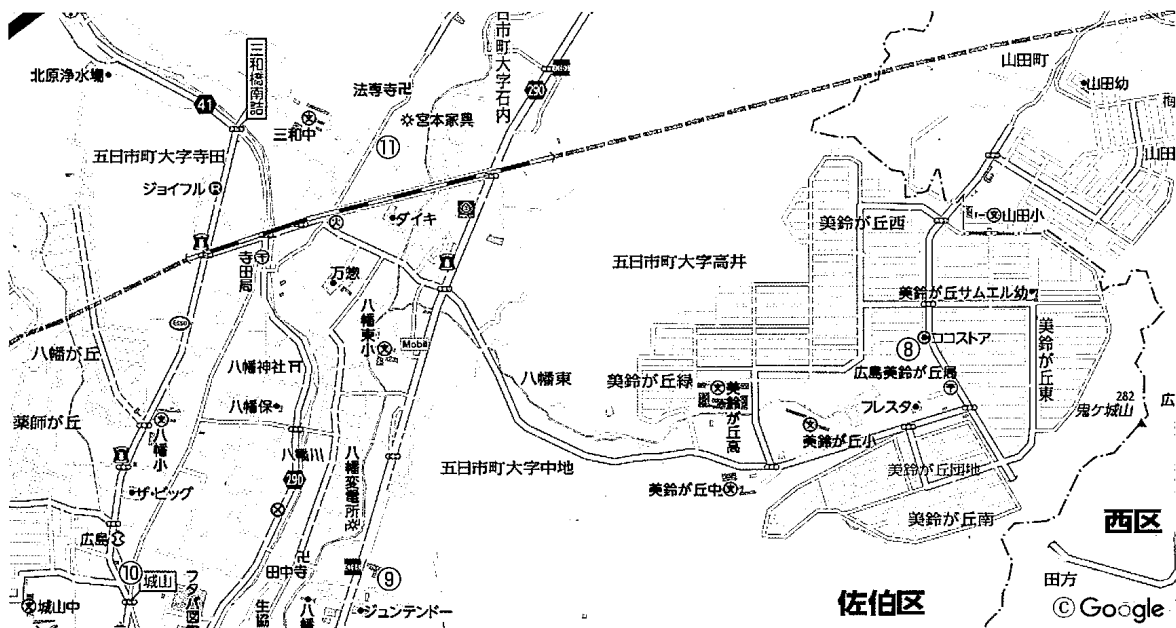 北原浄水場
三和橋南詰
41
三和中
法専寺
宮本家具
11
五日市町大字石内
290
五日市町大字寺田
ジョイフル
ダイキ
寺田局
万惣
八幡東小
Mobil
ESSO
八幡が丘
八幡神社
八幡保
薬師が丘
八幡小
八幡川
八幡変電所
290
ザ・ビッグ
広島
10
城山
城山中
田中寺
9
ジュンテンドー
八幡東
五日市町大字中地
五日市町大字高井
山田町
山田幼
山田
山田小
美鈴が丘西
美鈴が丘サムエル幼
美鈴が丘東
8
ココストア
広島美鈴が丘局
美鈴が丘緑
美鈴が丘高
フレスタ
282
鬼ケ城山
広
美鈴が丘小
美鈴が丘団地
美鈴が丘中
美鈴が丘南
西区
田方
佐伯区
© Google